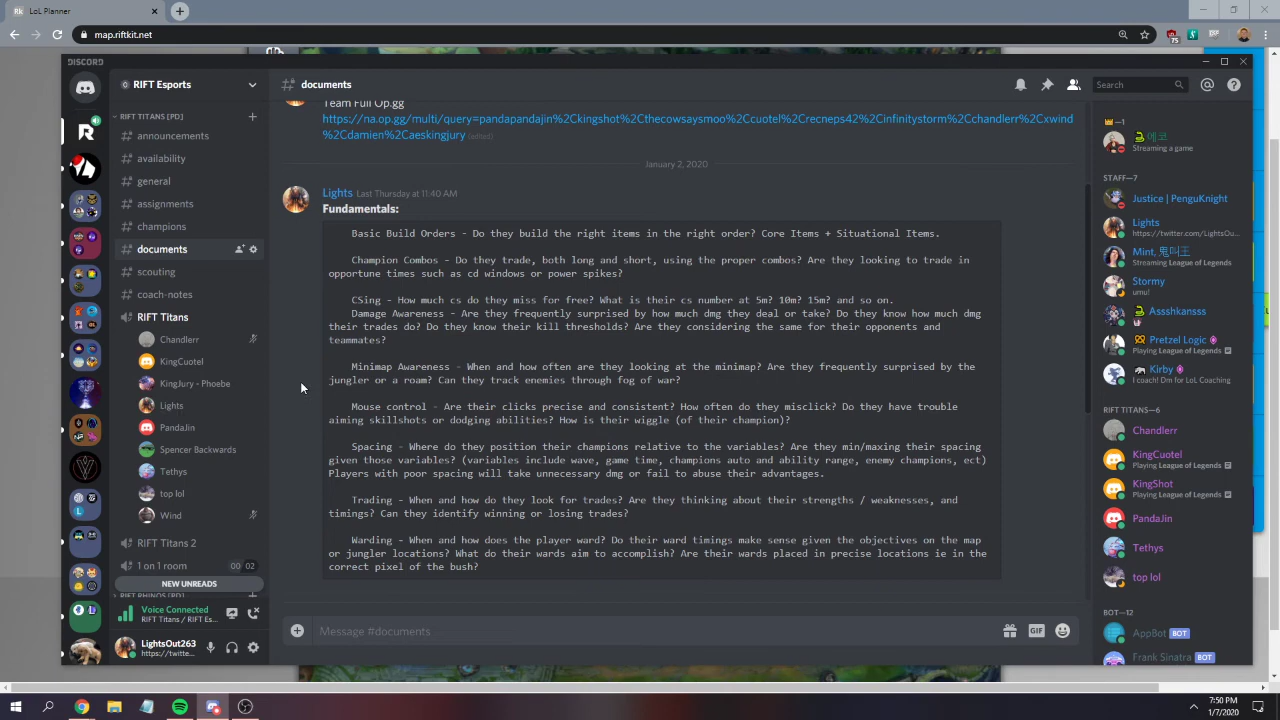 LoL Planner
map.riftkit.net
75
DISCORD
RIFT Esports
RIFT TITANS [PD]
announcements
availability
general
assignments
champions
documents
scouting
coach-notes
RIFT Titans
Chandlerr
KingCuotel
KingJury - Phoebe
Lights
PandaJin
Spencer Backwards
Tethys
top lol
Wind
RIFT Titans 2
1 on 1 room 00 02
NEW UNREADS
RIFT RHINOS [PD]
Voice Connected
RIFT Titans / RIFT Es...
LightsOut263
https://twitte...
# documents
Search
Team Full Op.gg
https://na.op.gg/multi/query=pandapandajin%2Ckingshot%2Cthecowsaysmoo%2Ccuotel%2Crecneps42%2Cinfinitystorm%2Cchandlerr%2Cxwind
%2Cdamien%2Caeskingjury (edited)
January 2, 2020
Lights Last Thursday at 11:40 AM
Fundamentals:
Basic Build Orders - Do they build the right items in the right order? Core Items + Situational Items.
Champion Combos - Do they trade, both long and short, using the proper combos? Are they looking to trade in
opportune times such as cd windows or power spikes?
CSing - How much cs do they miss for free? What is their cs number at 5m? 10m? 15m? and so on.
Damage Awareness - Are they frequently surprised by how much dmg they deal or take? Do they know how much dmg
their trades do? Do they know their kill thresholds? Are they considering the same for their opponents and
teammates?
Minimap Awareness - When and how often are they looking at the minimap? Are they frequently surprised by the
jungler or a roam? Can they track enemies through fog of war?
Mouse control - Are their clicks precise and consistent? How often do they misclick? Do they have trouble
aiming skillshots or dodging abilities? How is their wiggle (of their champion)?
Spacing - Where do they position their champions relative to the variables? Are they min/maxing their spacing
given those variables? (variables include wave, game time, champions auto and ability range, enemy champions, ect)
Players with poor spacing will take unnecessary dmg or fail to abuse their advantages.
Trading - When and how do they look for trades? Are they thinking about their strengths / weaknesses, and
timings? Can they identify winning or losing trades?
Warding - When and how does the player ward? Do their ward timings make sense given the objectives on the map
or jungler locations? What do their wards aim to accomplish? Are their wards placed in precise locations ie in the
correct pixel of the bush?
Message #documents
GIF
—1
에코
Streaming a game
STAFF—7
Justice | PenguKnight
Lights
https://twitter.com/LightsOu...
Mint, 鬼叫王
Streaming League of Legends
Stormy
umu!
Assshkansss
Pretzel Logic
Playing League of Legends
Kirby
I coach! Dm for LoL Coaching
RIFT TITANS—6
Chandlerr
KingCuotel
Playing League of Legends
KingShot
Playing League of Legends
PandaJin
Tethys
top lol
BOT—12
AppBot BOT
Frank Sinatra BOT
7:50 PM
1/7/2020